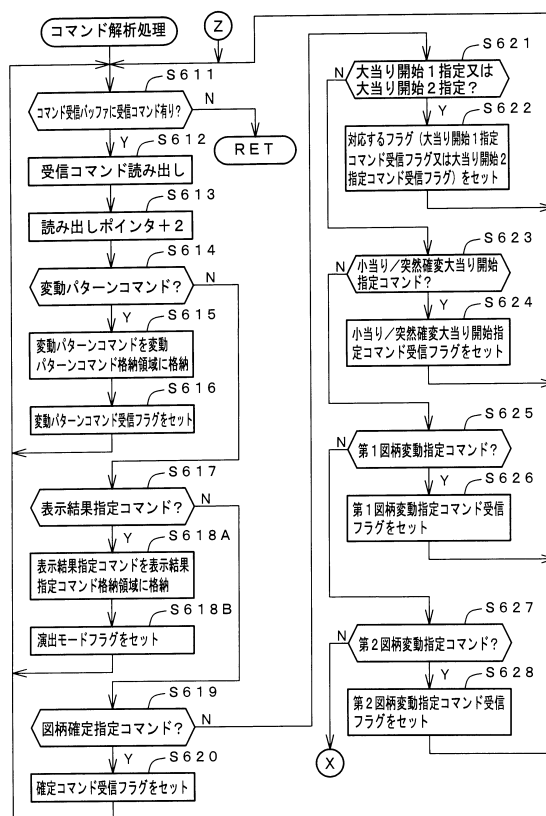 コマンド解析処理
Z
S611
コマンド受信バッファに受信コマンド有り?
N
Y
RET
S612
受信コマンド読み出し
S613
読み出しポインタ+2
S614
変動パターンコマンド?
N
Y
S615
変動パターンコマンドを変動
パターンコマンド格納領域に格納
S616
変動パターンコマンド受信フラグをセット
S617
表示結果指定コマンド?
N
Y
S618A
表示結果指定コマンドを表示結果
指定コマンド格納領域に格納
S618B
演出モードフラグをセット
S619
図柄確定指定コマンド?
N
Y
S620
確定コマンド受信フラグをセット
S621
大当り開始1指定又は
大当り開始2指定?
N
Y
S622
対応するフラグ(大当り開始1指定
コマンド受信フラグ又は大当り開始2
指定コマンド受信フラグ)をセット
S623
小当り/突然確変大当り開始
指定コマンド?
N
Y
S624
小当り/突然確変大当り開始指
定コマンド受信フラグをセット
S625
第1図柄変動指定コマンド?
N
Y
S626
第1図柄変動指定コマンド受信
フラグをセット
S627
第2図柄変動指定コマンド?
N
Y
S628
第2図柄変動指定コマンド受信
フラグをセット
X